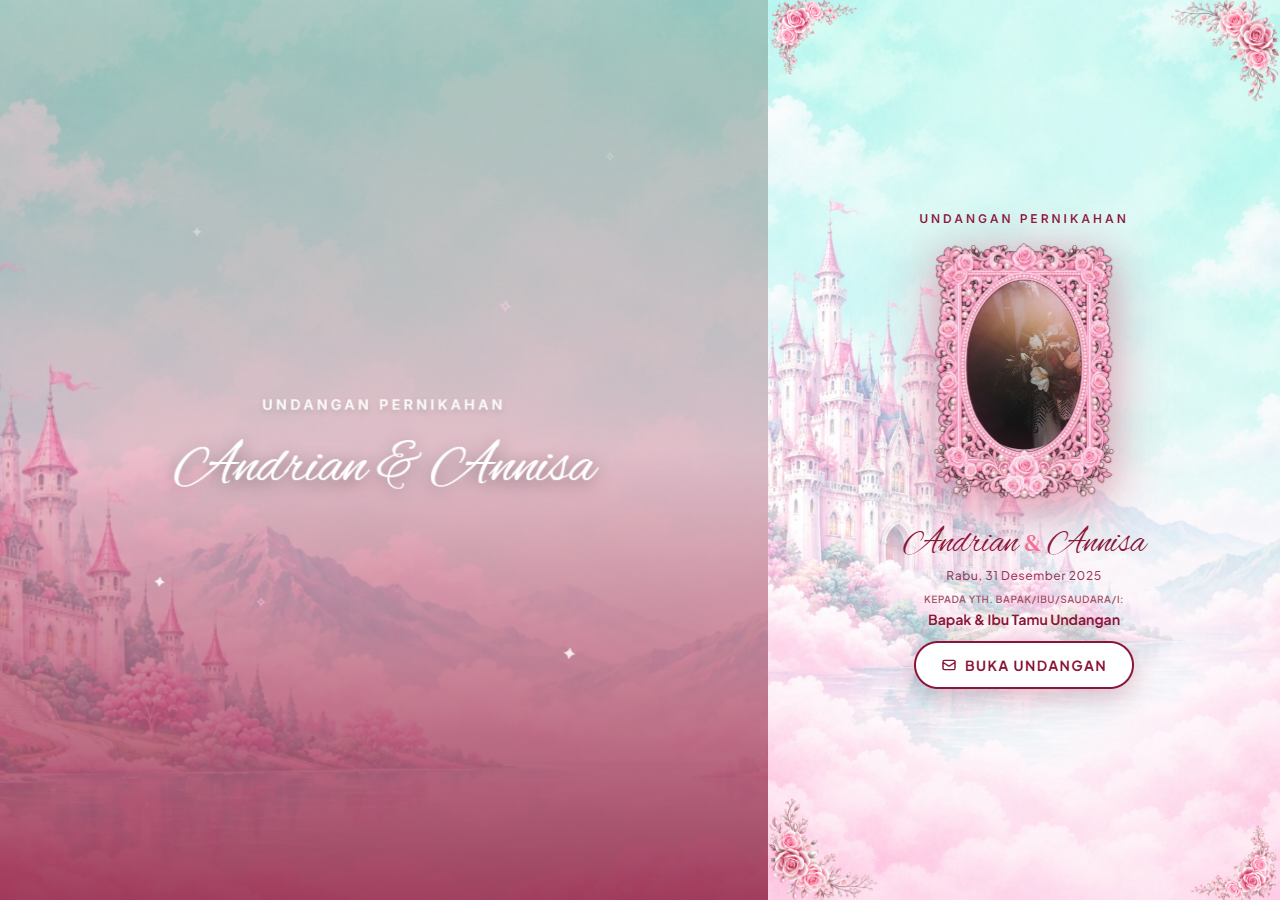 UNDANGAN PERNIKAHAN
Andrian & Annisa
UNDANGAN PERNIKAHAN
Andrian & Annisa
Rabu, 31 Desember 2025
KEPADA YTH. BAPAK/IBU/SAUDARA/I:
Bapak & Ibu Tamu Undangan
BUKA UNDANGAN